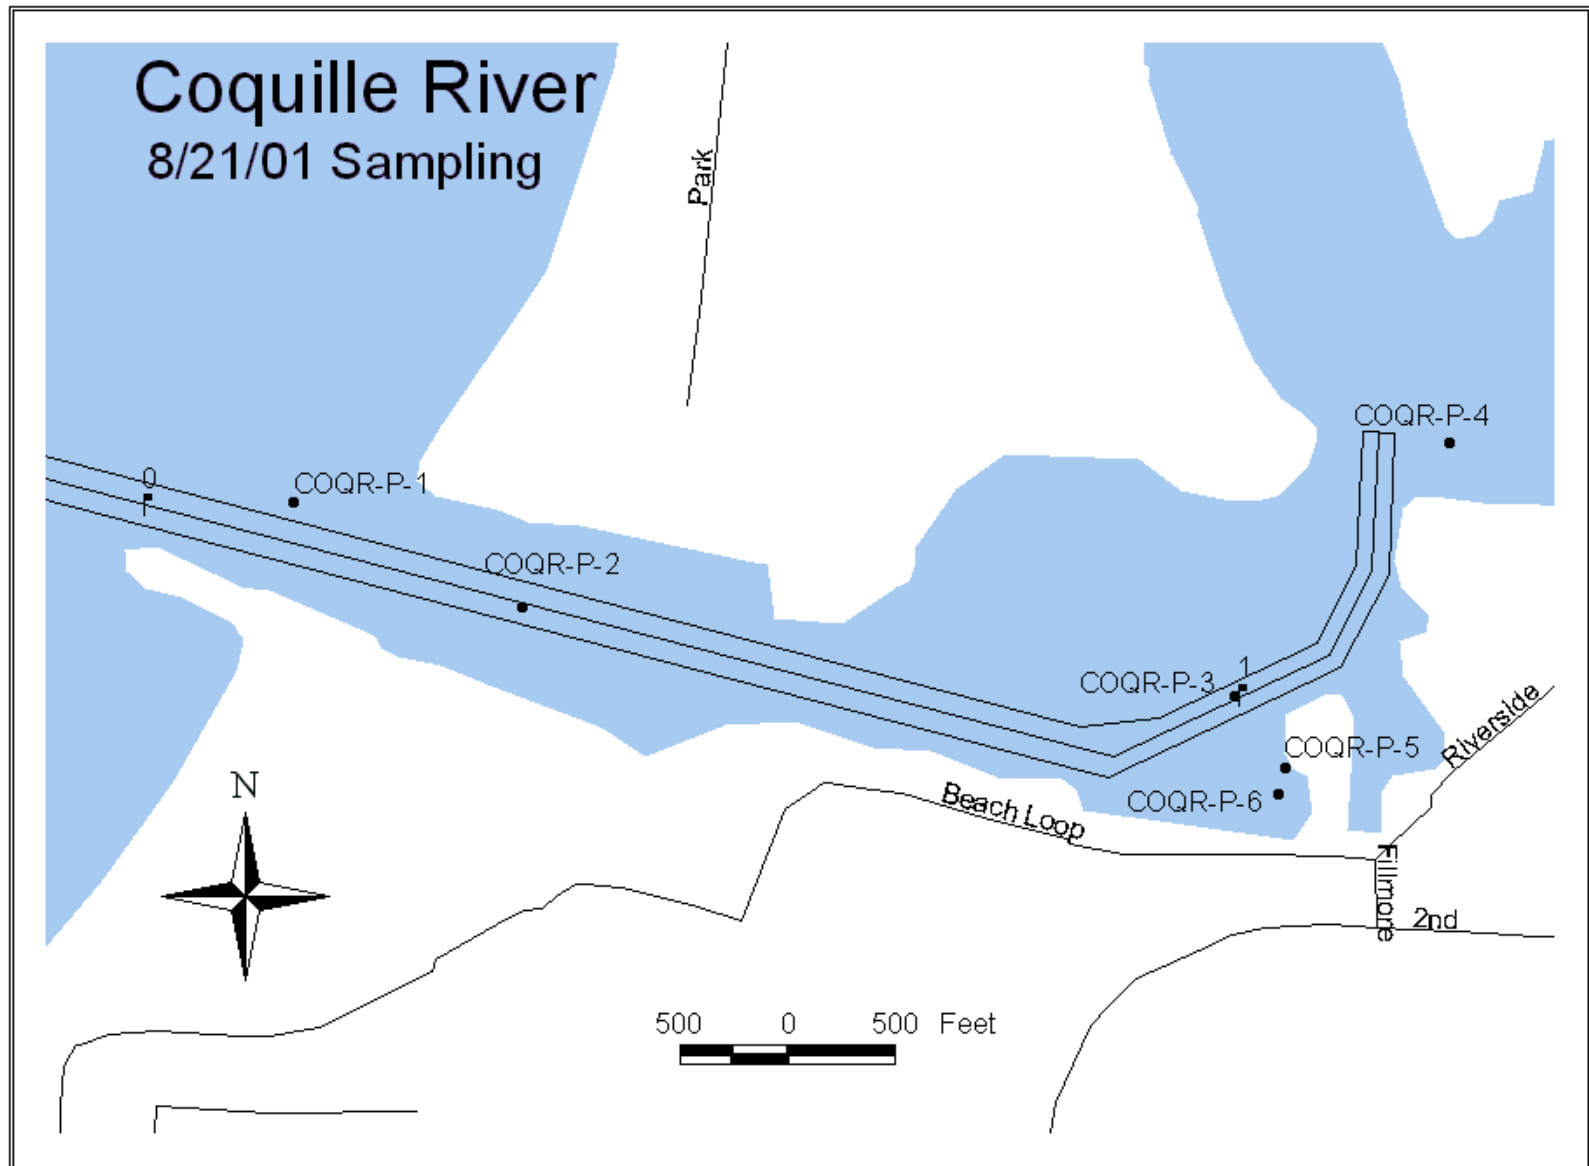 Coquille River
8/21/01 Sampling
Park
COQR-P-4
0
COQR-P-1
COQR-P-2
1
COQR-P-3
Riverside
COQR-P-5
N
Beach Loop
COQR-P-6
Fillmore
2nd
500 0 500 Feet